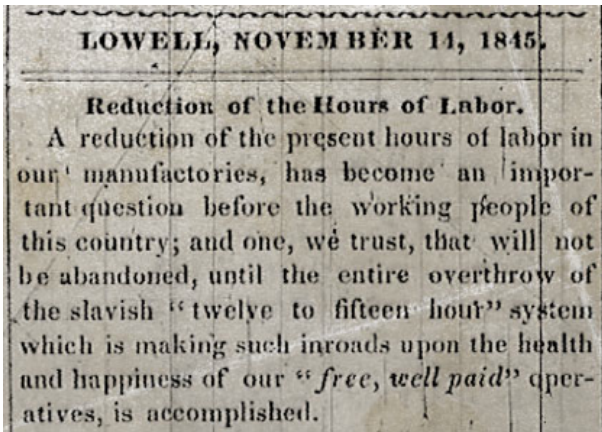 LOWELL, NOVEMBER 14, 1845.
Reduction of the Hours of Labor.
A reduction of the present hours of labor in
our manufactories, has become an impor-
tant question before the working people of
this country; and one, we trust, that will not
be abandoned, until the entire overthrow of
the slavish "twelve to fifteen hour" system
which is making such inroads upon the health
and happiness of our "free, well paid" oper-
atives, is accomplished.